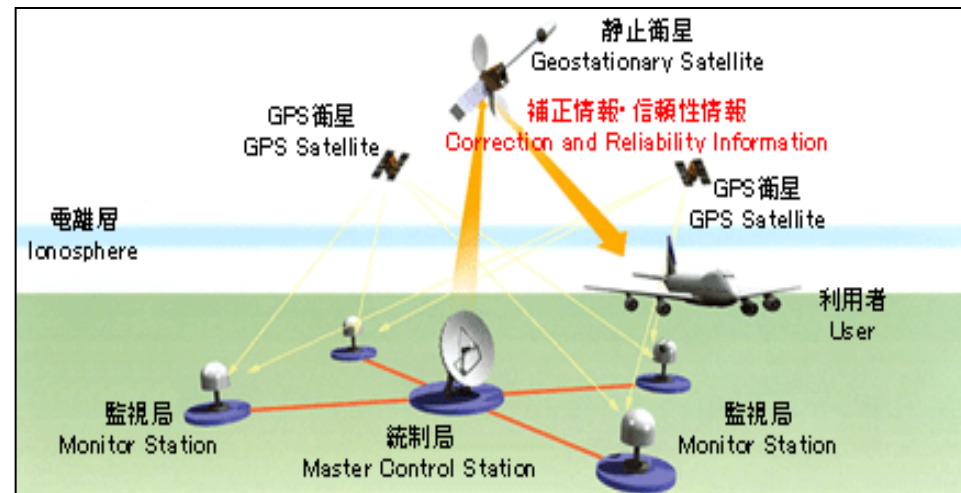 静止衛星
Geostationary Satellite
補正情報・信頼性情報
Correction and Reliability Information
GPS衛星
GPS Satellite
GPS衛星
GPS Satellite
電離層
Ionosphere
利用者
User
監視局
Monitor Station
統制局
Master Control Station
監視局
Monitor Station